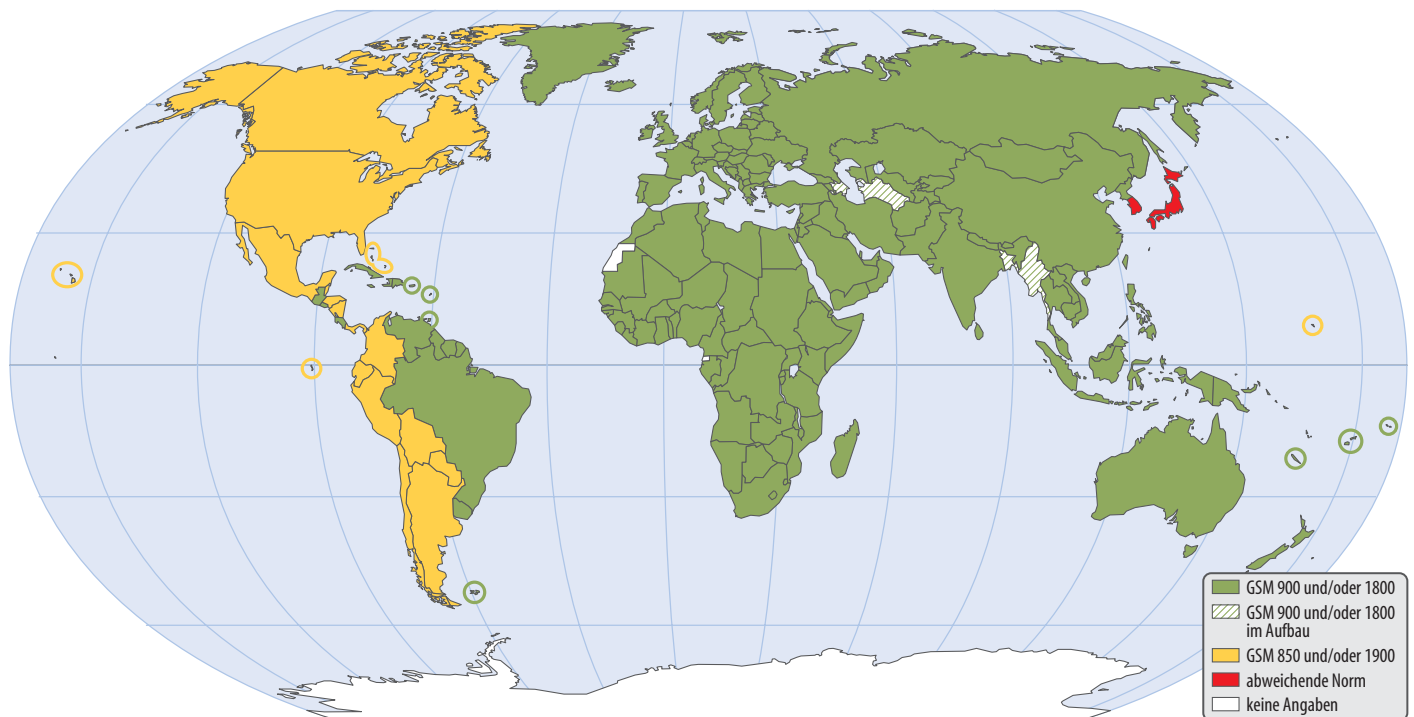 GSM 900 und/oder 1800
GSM 900 und/oder 1800
im Aufbau
GSM 850 und/oder 1900
abweichende Norm
keine Angaben